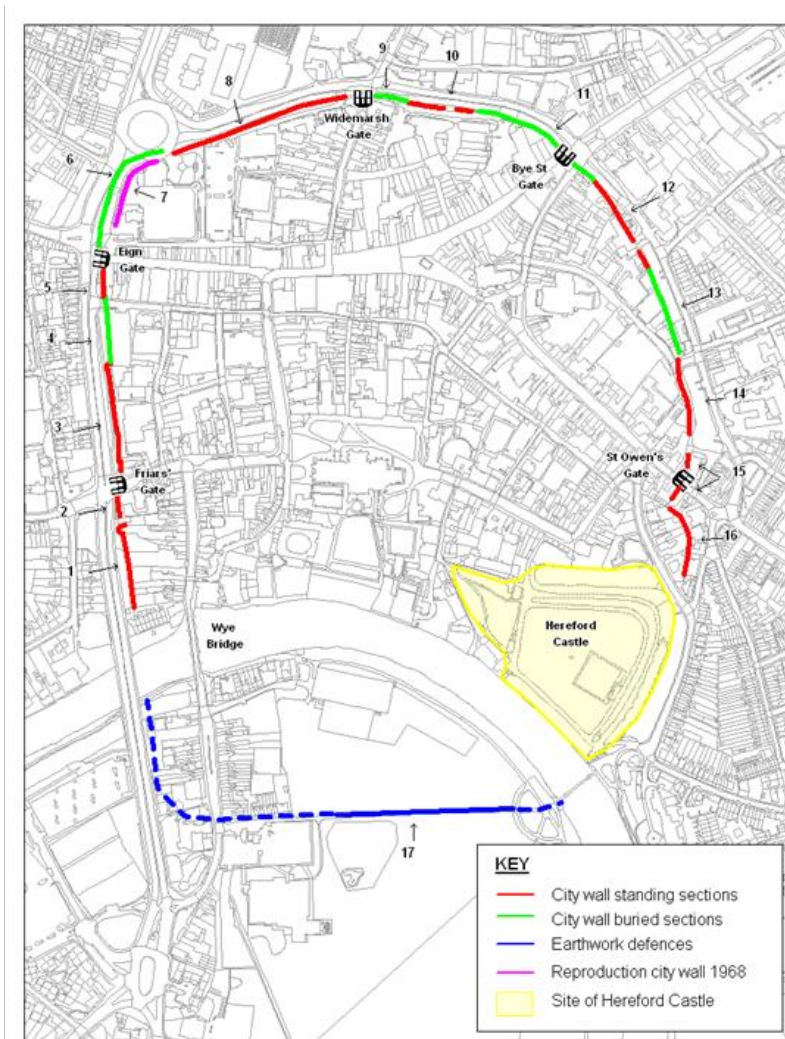 9
10
8
11
Widemarsh
Gate
6
Bye St
Gate
7
12
Eign
Gate
5
13
4
14
3
St Owen's
Gate
15
Friars'
Gate
2
16
1
Wye
Bridge
Hereford
Castle
17
KEY
City wall standing sections
City wall buried sections
Earthwork defences
Reproduction city wall 1968
Site of Hereford Castle